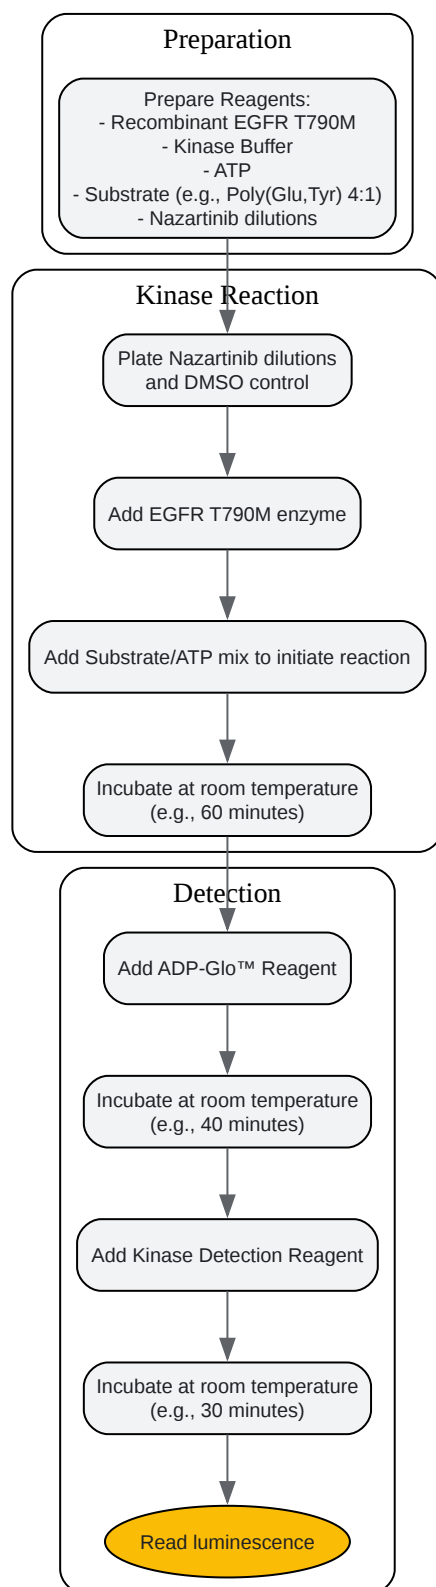 Preparation
Prepare Reagents:
- Recombinant EGFR T790M
- Kinase Buffer
- ATP
- Substrate (e.g., Poly(Glu,Tyr) 4:1)
- Nazartinib dilutions
Kinase Reaction
Plate Nazartinib dilutions
and DMSO control
Add EGFR T790M enzyme
Add Substrate/ATP mix to initiate reaction
Incubate at room temperature
(e.g., 60 minutes)
Detection
Add ADP-Glo™ Reagent
Incubate at room temperature
(e.g., 40 minutes)
Add Kinase Detection Reagent
Incubate at room temperature
(e.g., 30 minutes)
Read luminescence